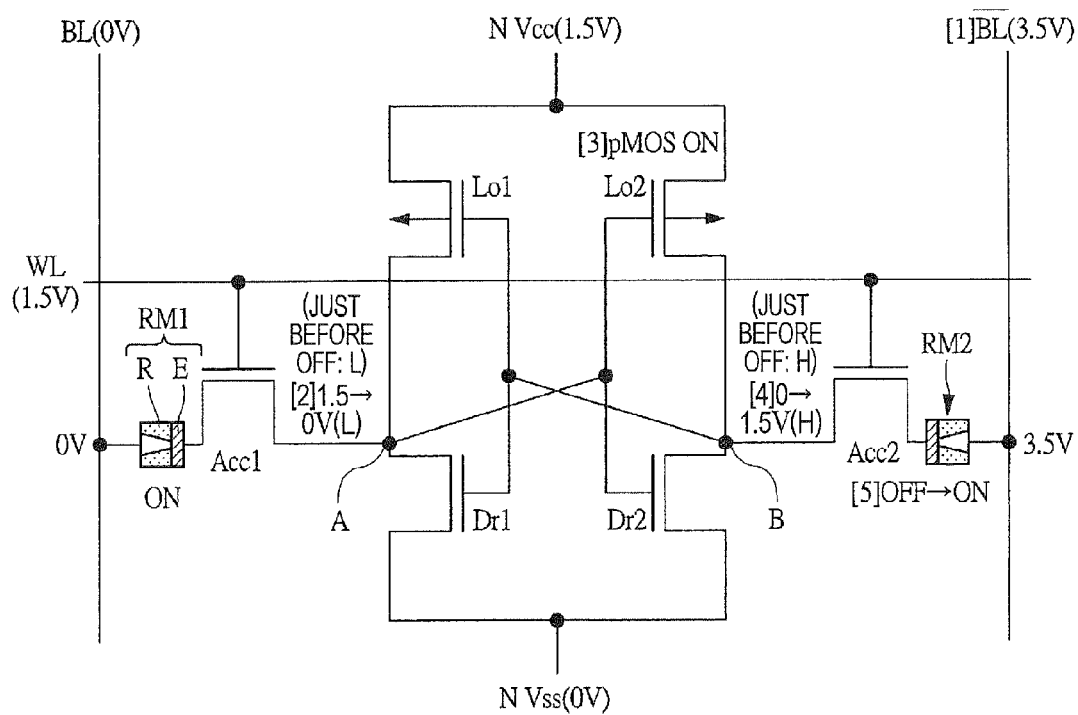 BL(0V)
N Vcc(1.5V)
[1]B̅L̅(3.5V)
[3]pMOS ON
Lo1
Lo2
WL
(1.5V)
RM1
R
E
(JUST
BEFORE
OFF: L)
[2]1.5→
0V(L)
(JUST
BEFORE
OFF: H)
[4]0→
1.5V(H)
RM2
0V
Acc1
ON
A
Dr1
Dr2
B
Acc2
3.5V
[5]OFF→ON
N Vss(0V)